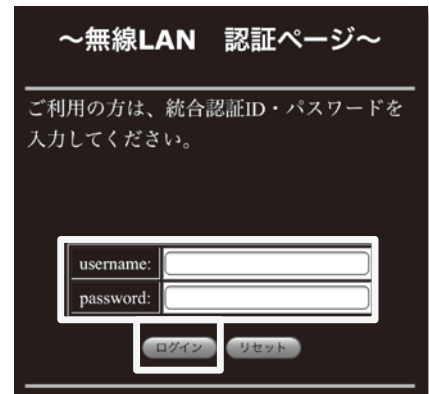 ～無線LAN　認証ページ～
ご利用の方は、統合認証ID・パスワードを
入力してください。
username:
password:
ログイン　リセット